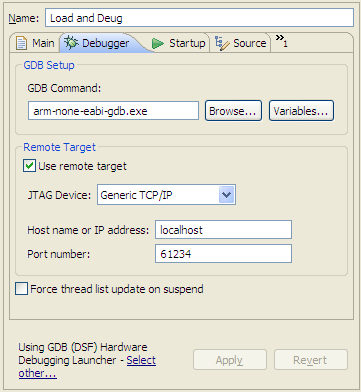 Name: Load and Deug
Main Debugger Startup Source »1
GDB Setup
GDB Command:
arm-none-eabi-gdb.exe Browse... Variables...
Remote Target
Use remote target
JTAG Device: Generic TCP/IP
Host name or IP address: localhost
Port number: 61234
Force thread list update on suspend
Using GDB (DSF) Hardware
Debugging Launcher - Select
other...
Apply Revert